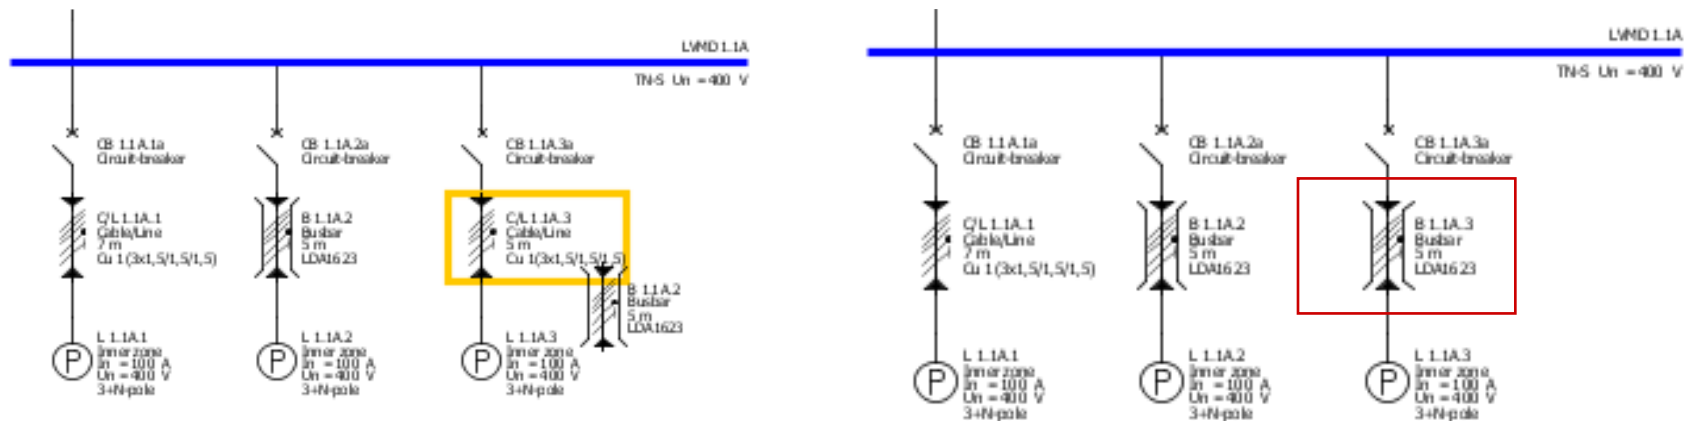 LVMD 1.1A
TN-S Un = 400 V
CB 1.1A.1a
Circuit-breaker
CB 1.1A.2a
Circuit-breaker
CB 1.1A.3a
Circuit-breaker
C/L 1.1A.1
Cable/Line
7 m
Cu 1(3x1,5/1,5/1,5)
B 1.1A.2
Busbar
5 m
LDA1623
C/L 1.1A.3
Cable/Line
5 m
Cu 1(3x1,5/1,5/1,5)
B 1.1A.2
Busbar
5 m
LDA1623
L 1.1A.1
Inner zone
In = 100 A
Un = 400 V
3+N-pole
P
L 1.1A.2
Inner zone
In = 100 A
Un = 400 V
3+N-pole
P
L 1.1A.3
Inner zone
In = 100 A
Un = 400 V
3+N-pole
P
LVMD 1.1A
TN-S Un = 400 V
CB 1.1A.1a
Circuit-breaker
CB 1.1A.2a
Circuit-breaker
CB 1.1A.3a
Circuit-breaker
C/L 1.1A.1
Cable/Line
7 m
Cu 1(3x1,5/1,5/1,5)
B 1.1A.2
Busbar
5 m
LDA1623
B 1.1A.3
Busbar
5 m
LDA1623
L 1.1A.1
Inner zone
In = 100 A
Un = 400 V
3+N-pole
P
L 1.1A.2
Inner zone
In = 100 A
Un = 400 V
3+N-pole
P
L 1.1A.3
Inner zone
In = 100 A
Un = 400 V
3+N-pole
P